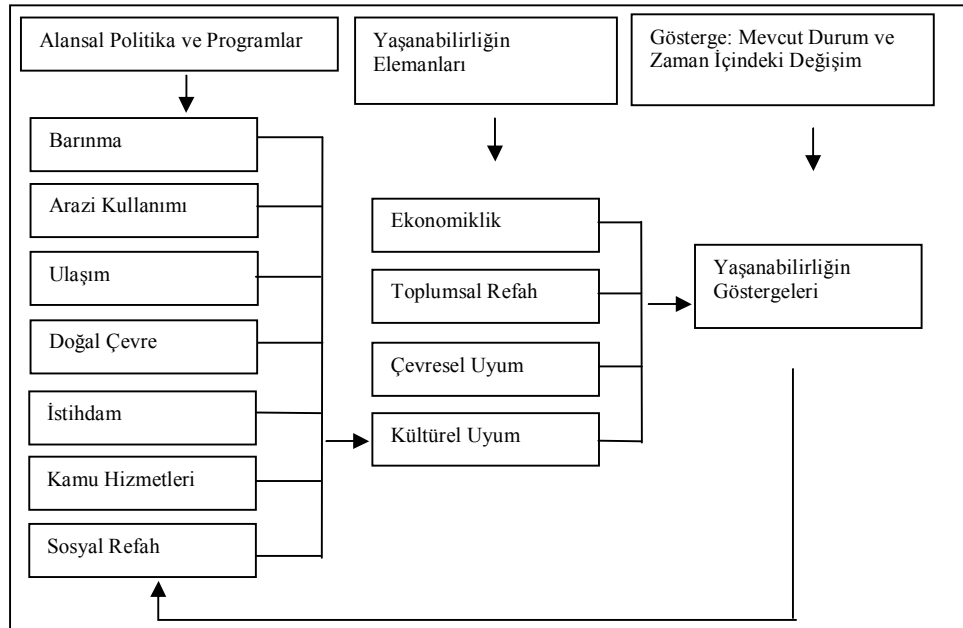 Alansal Politika ve Programlar
Yaşanabilirliğin
Elemanları
Gösterge: Mevcut Durum ve
Zaman İçindeki Değişim
Barınma
Arazi Kullanımı
Ulaşım
Doğal Çevre
İstihdam
Kamu Hizmetleri
Sosyal Refah
Ekonomiklik
Toplumsal Refah
Çevresel Uyum
Kültürel Uyum
Yaşanabilirliğin
Göstergeleri